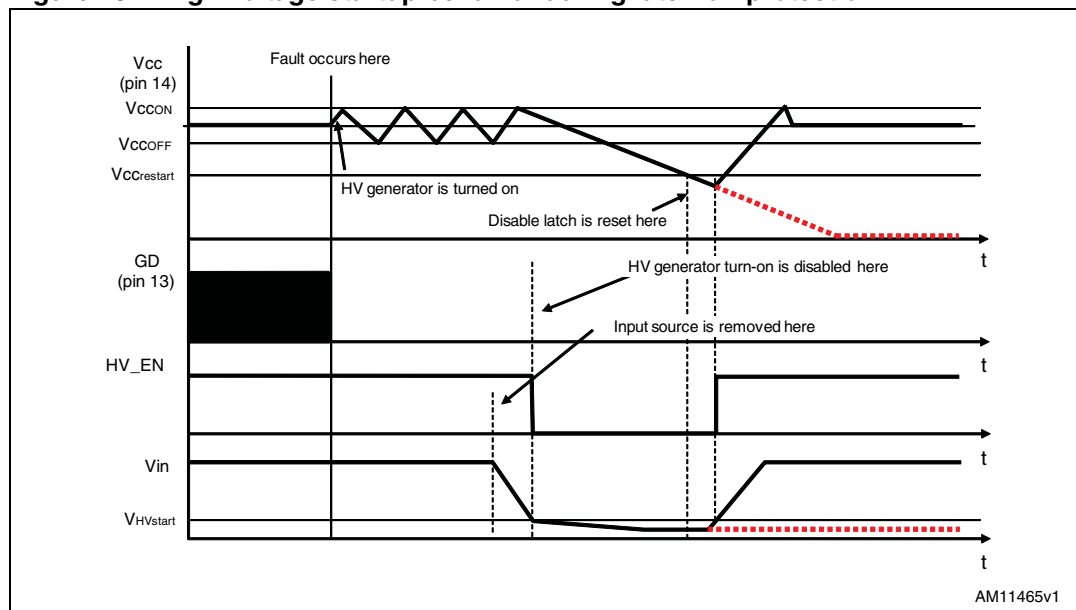 Fault occurs here
Vcc
(pin 14)
VccON
VccOFF
Vccrestart
HV generator is turned on
Disable latch is reset here
t
GD
(pin 13)
HV generator turn-on is disabled here
Input source is removed here
t
HV_EN
t
Vin
VHVstart
t
AM11465v1